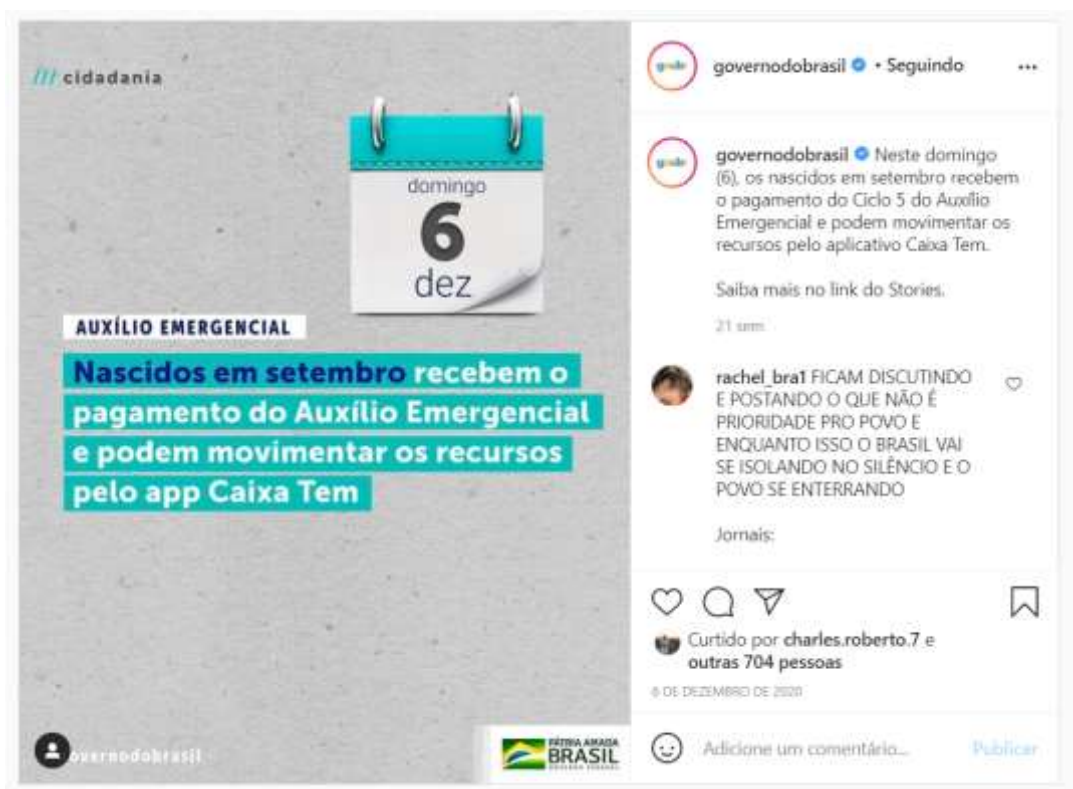 cidadania
domingo
6
dez
AUXÍLIO EMERGENCIAL
Nascidos em setembro recebem o
pagamento do Auxílio Emergencial
e podem movimentar os recursos
pelo app Caixa Tem
overnodobrasil
PÁTRIA AMADA
BRASIL
GOVERNO FEDERAL
governodobrasil • Seguindo
governodobrasil Neste domingo
(6), os nascidos em setembro recebem
o pagamento do Ciclo 5 do Auxílio
Emergencial e podem movimentar os
recursos pelo aplicativo Caixa Tem.
Saiba mais no link do Stories.
21 sem
rachel_bra1 FICAM DISCUTINDO
E POSTANDO O QUE NÃO É
PRIORIDADE PRO POVO E
ENQUANTO ISSO O BRASIL VAI
SE ISOLANDO NO SILÊNCIO E O
POVO SE ENTERRANDO
Jornais:
Curtido por charles.roberto.7 e
outras 704 pessoas
6 DE DEZEMBRO DE 2020
Adicione um comentário...
Publicar